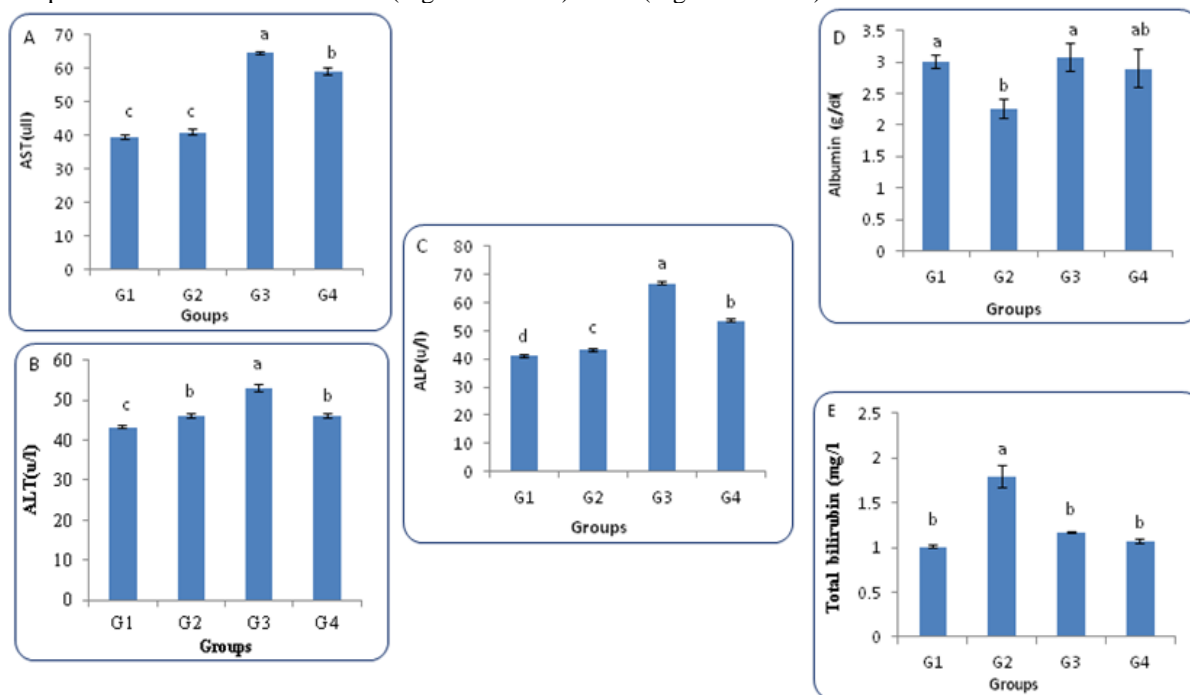 A
70
60
50
40
30
20
10
0
AST(ull)
c
c
a
b
G1 G2 G3 G4
Goups
B
60
50
40
30
20
10
0
ALT(u/l)
c
b
a
b
G1 G2 G3 G4
Groups
C
80
70
60
50
40
30
20
10
0
ALP(u/l)
d
c
a
b
G1 G2 G3 G4
Groups
D
3.5
3
2.5
2
1.5
1
0.5
0
Albumin (g/dl(
a
b
a
ab
G1 G2 G3 G4
Groups
E
2.5
2
1.5
1
0.5
0
Total bilirubin (mg/l
b
a
b
b
G1 G2 G3 G4
Groups